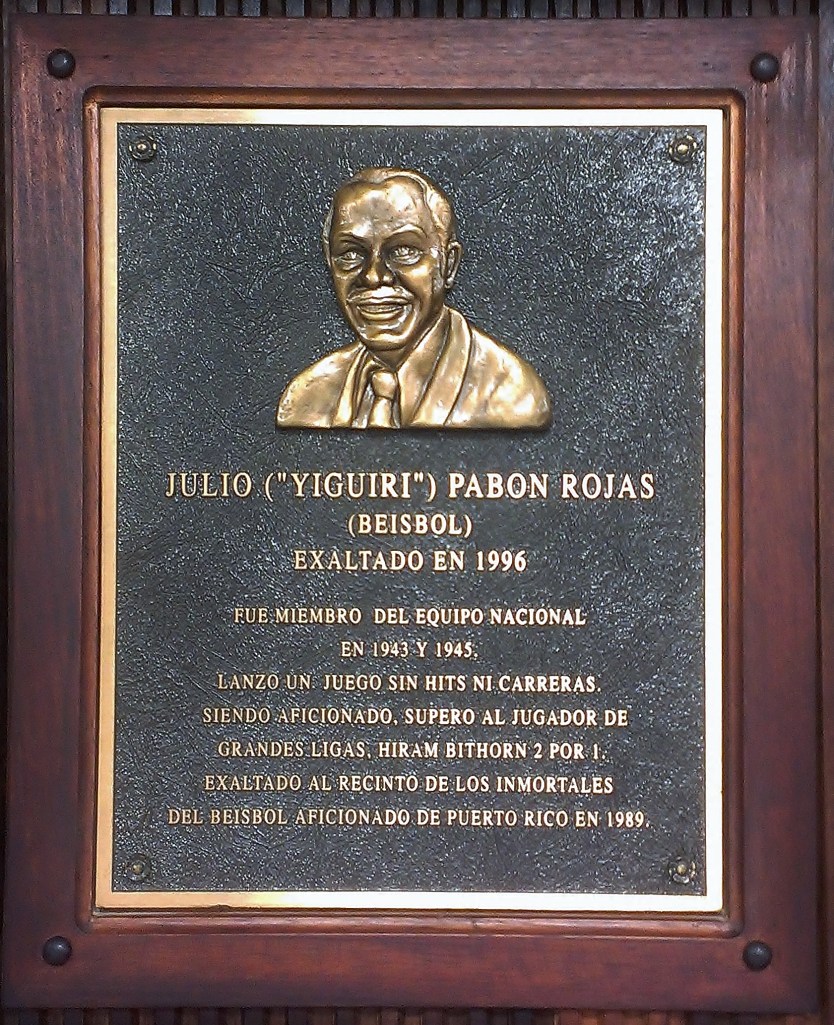 JULIO ("YIGUIRI") PABON ROJAS
(BEISBOL)
EXALTADO EN 1996
FUE MIEMBRO DEL EQUIPO NACIONAL
EN 1943 Y 1945.
LANZO UN JUEGO SIN HITS NI CARRERAS.
SIENDO AFICIONADO, SUPERO AL JUGADOR DE
GRANDES LIGAS, HIRAM BITHORN 2 POR 1.
EXALTADO AL RECINTO DE LOS INMORTALES
DEL BEISBOL AFICIONADO DE PUERTO RICO EN 1989.